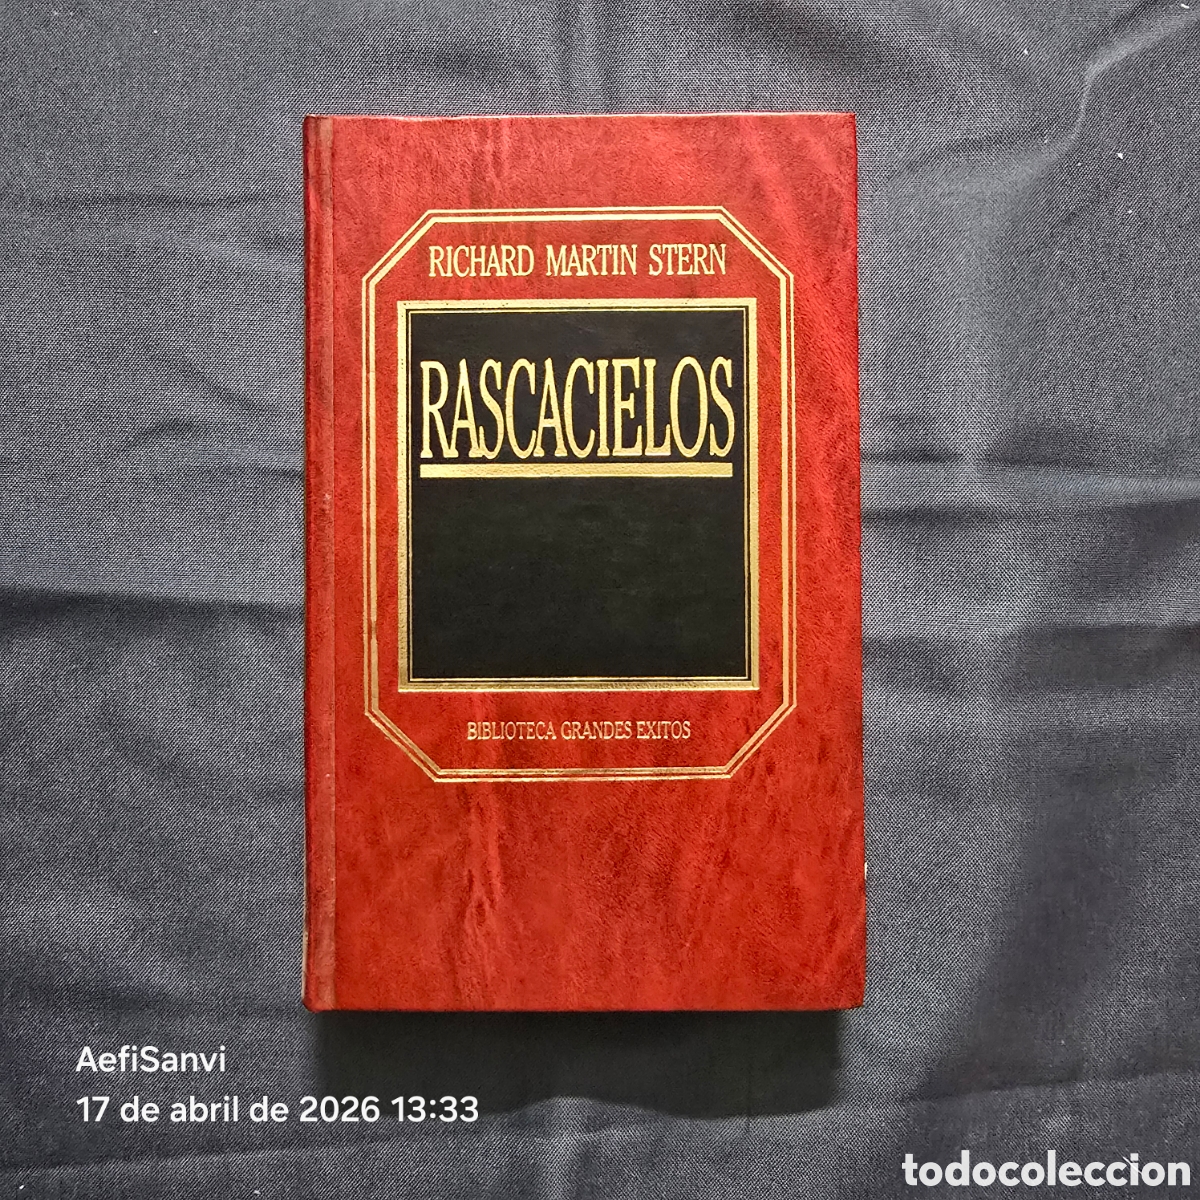 RICHARD MARTIN STERN
RASCACIELOS
BIBLIOTECA GRANDES EXITOS
AefiSanvi
17 de abril de 2026 13:33
todocoleccion